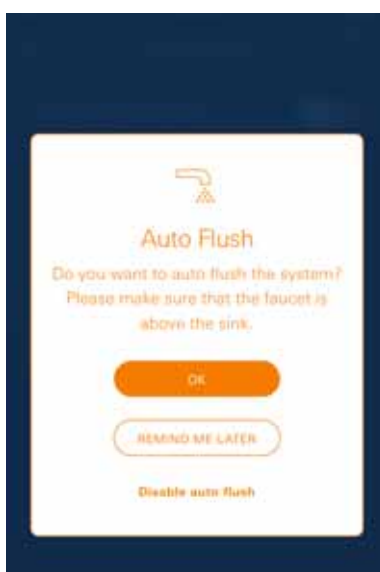 Auto Flush
Do you want to auto flush the system?
Please make sure that the faucet is
above the sink.
OK
REMIND ME LATER
Disable auto flush